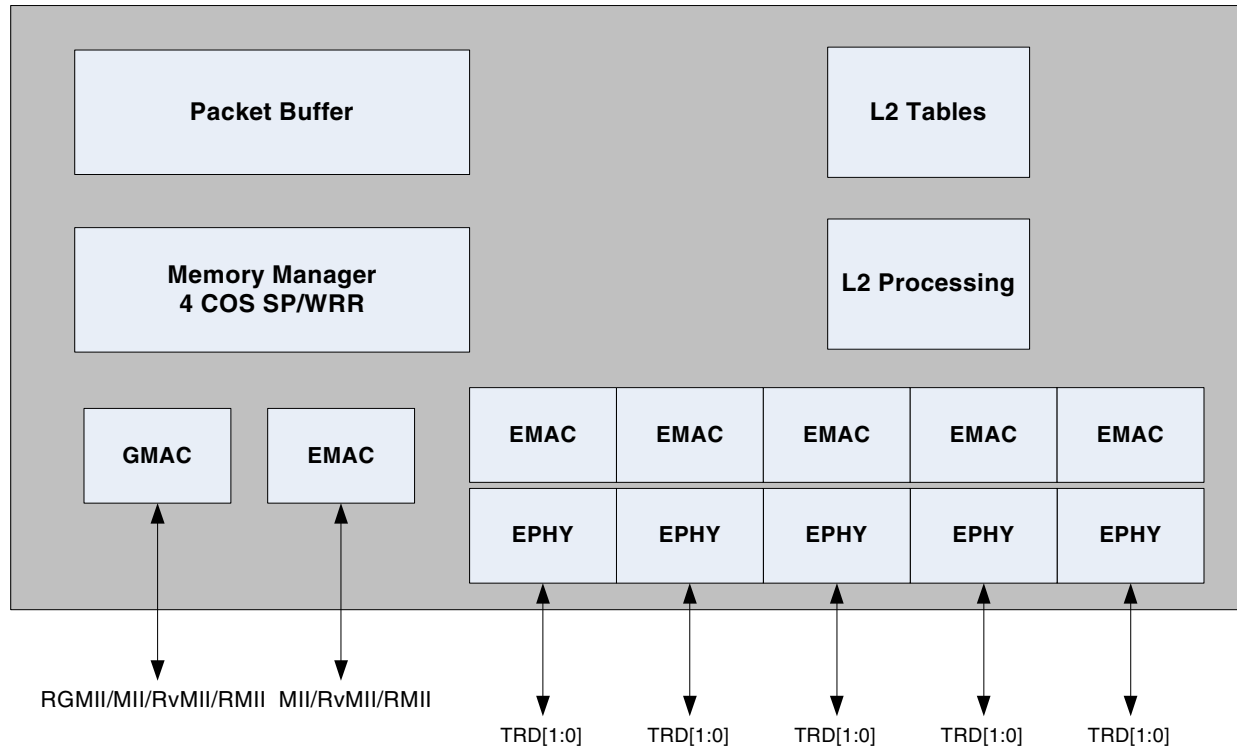 Packet Buffer
L2 Tables
Memory Manager
4 COS SP/WRR
L2 Processing
GMAC
EMAC
EMAC
EMAC
EMAC
EMAC
EMAC
EPHY
EPHY
EPHY
EPHY
EPHY
RGMII/MII/RvMII/RMII
MII/RvMII/RMII
TRD[1:0]
TRD[1:0]
TRD[1:0]
TRD[1:0]
TRD[1:0]